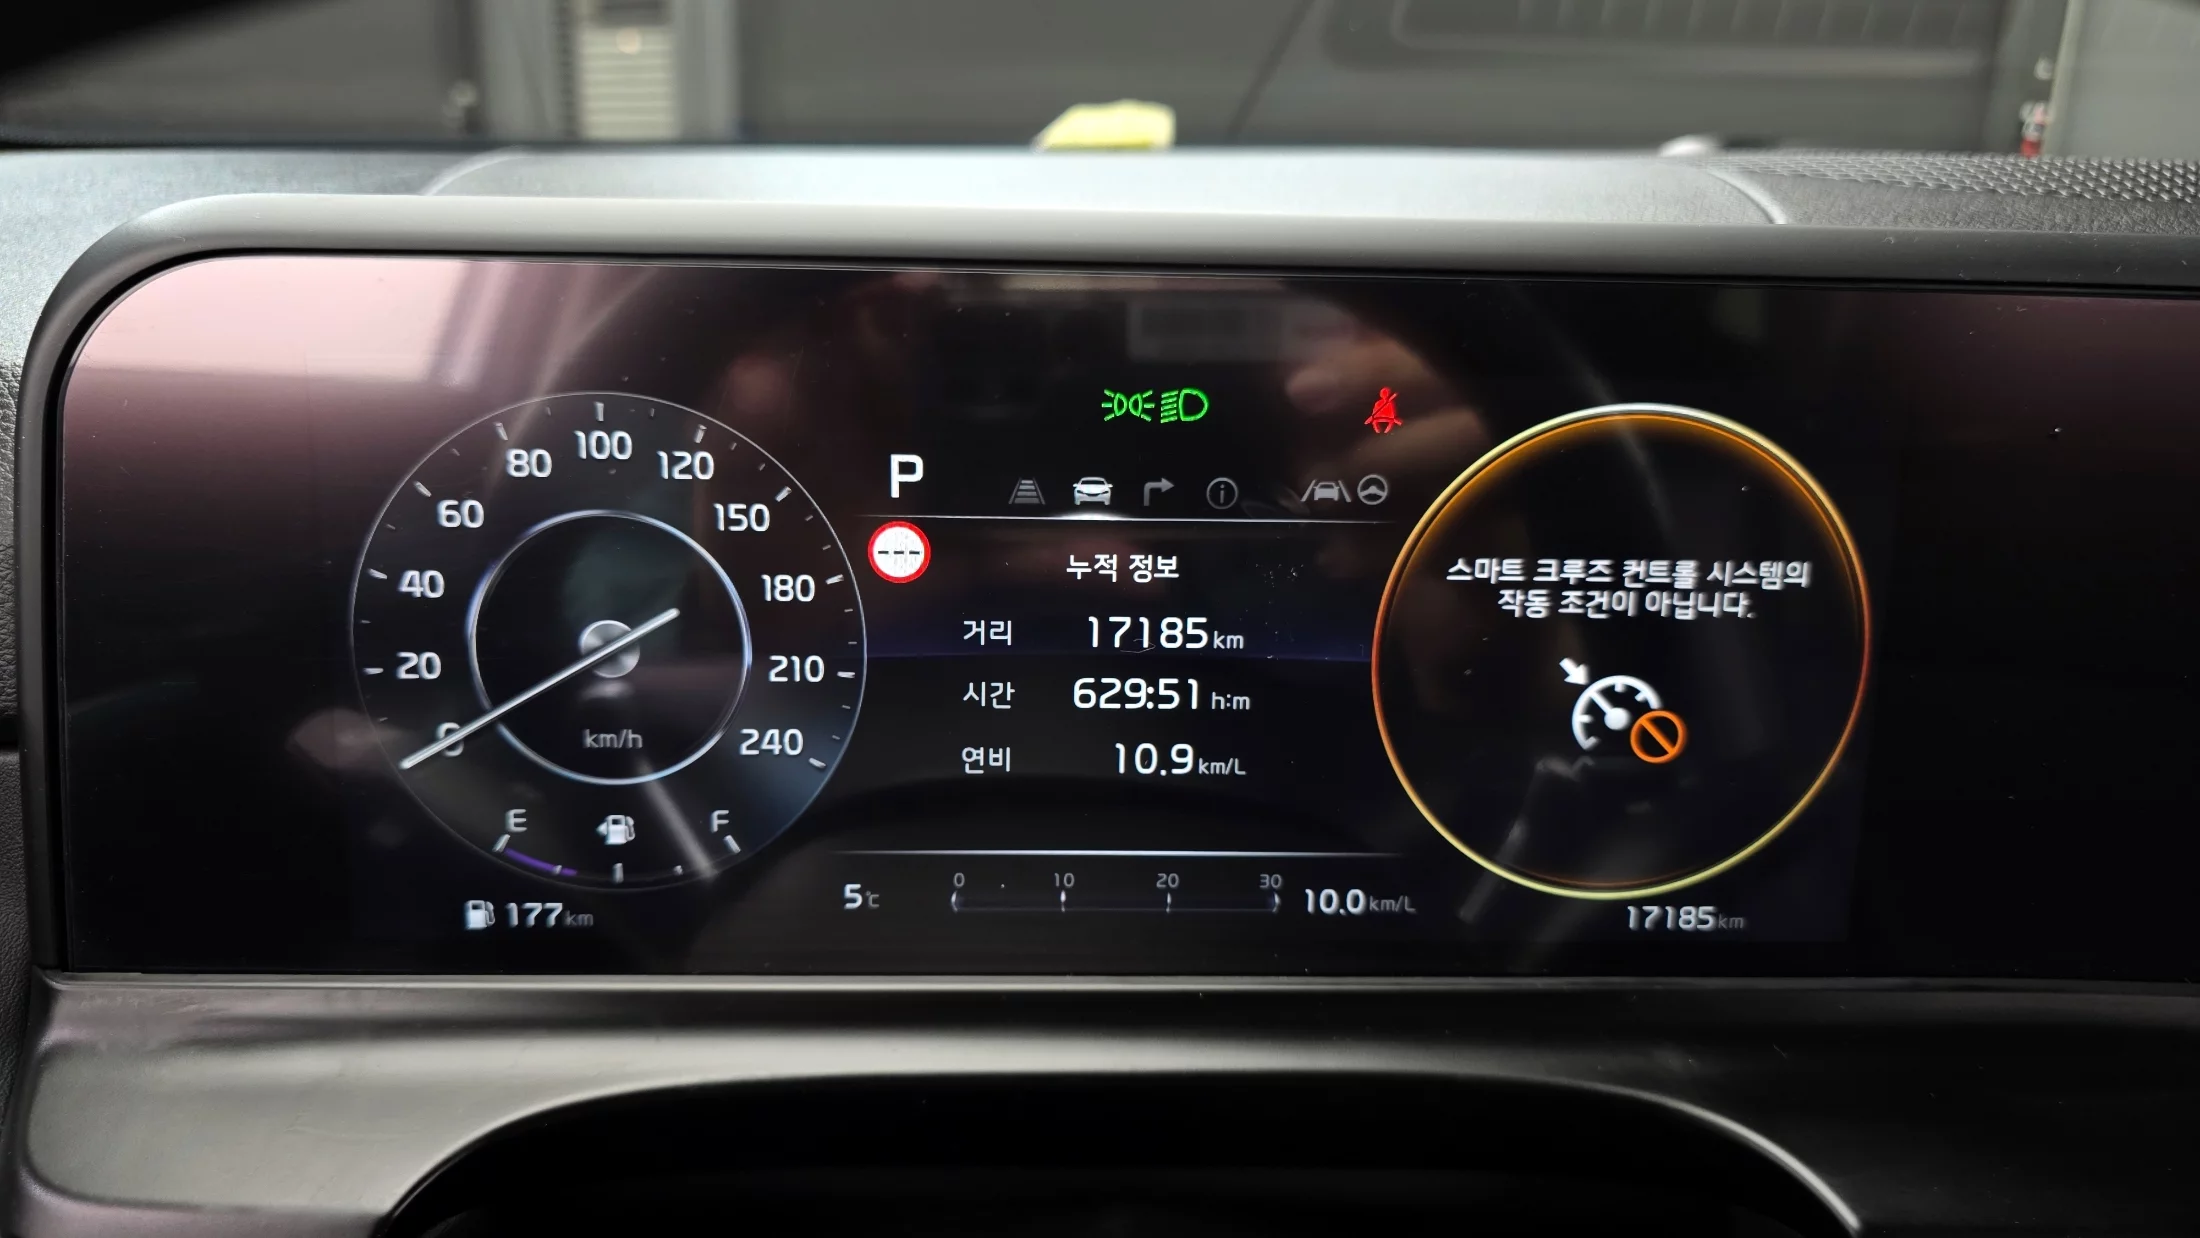 0
20
40
60
80
100
120
150
180
210
240
km/h
E
F
177km
P
---
누적 정보
거리 17185km
시간 629:51 h:m
연비 10.9km/L
5℃
0 10 20 30
10.0km/L
스마트 크루즈 컨트롤 시스템의
작동 조건이 아닙니다.
17185km